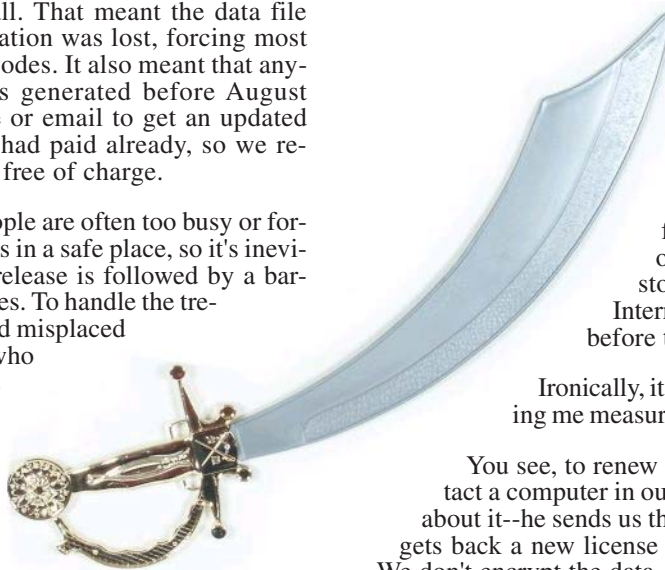 all. That meant the data file
ation was lost, forcing most
odes. It also meant that any-
s generated before August
or email to get an updated
had paid already, so we re-
free of charge.
ople are often too busy or for-
s in a safe place, so it's inevi-
release is followed by a bar-
es. To handle the tre-
d misplaced
who
f
o
sto
Intern
before t
Ironically, it
ing me measur
You see, to renew
tact a computer in ou
about it--he sends us th
gets back a new license
We don't encrypt the data